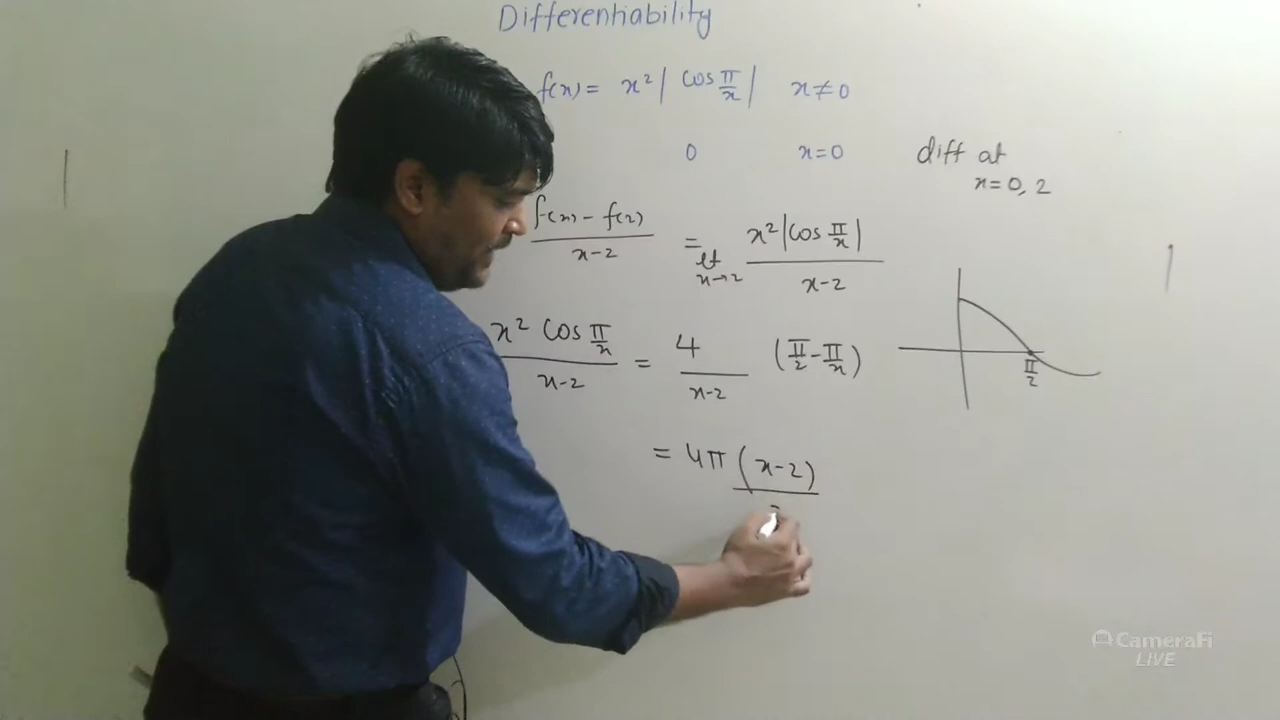 Differentiability
f(x) = x² | cos π/x |   x ≠ 0
0   x=0   diff at
x=0, 2
f(x) - f(2) / x-2 = lt x→2 x²|cos π/x| / x-2
x² cos π/x / x-2 = 4 / x-2 (π/2 - π/x)
π/2
= 4π (x-2)
CameraFi
LIVE